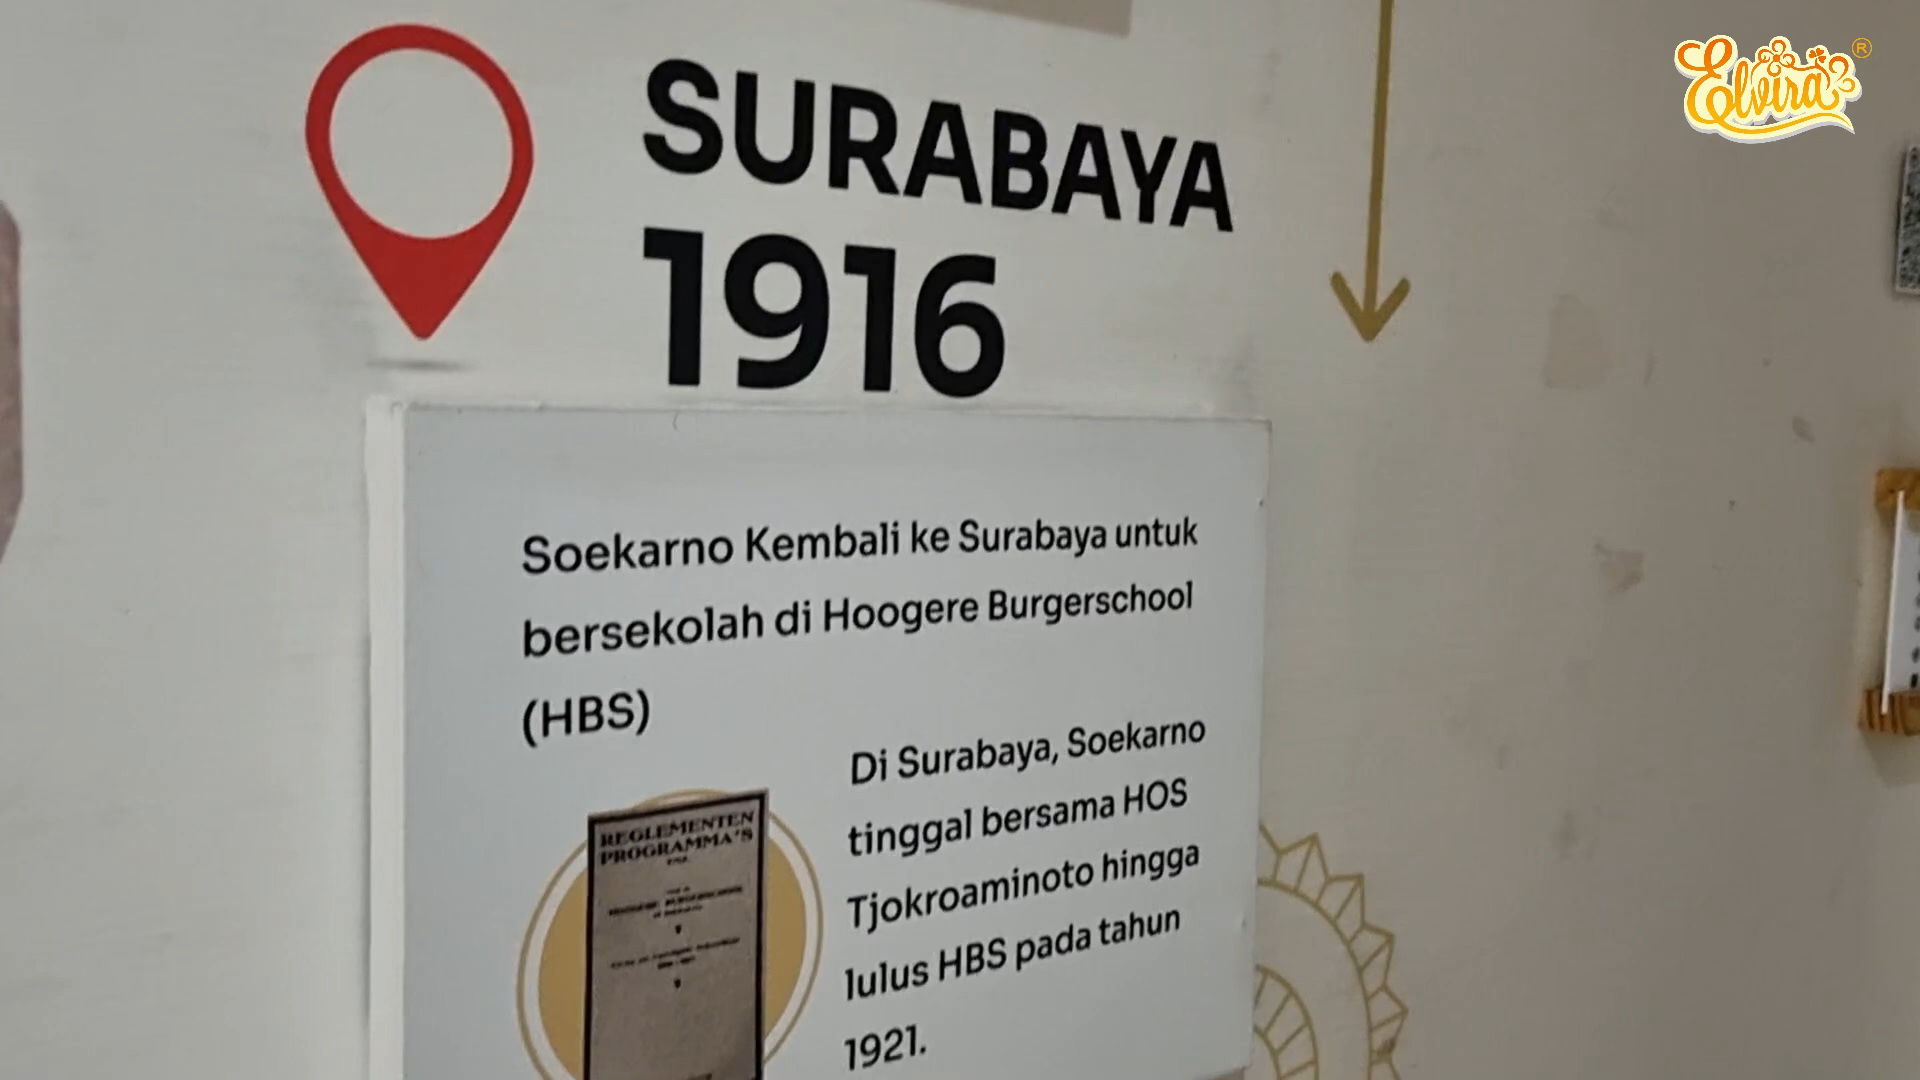 Elvira ®
SURABAYA
1916
Soekarno Kembali ke Surabaya untuk
bersekolah di Hoogere Burgerschool
(HBS)
Di Surabaya, Soekarno
tinggal bersama HOS
Tjokroaminoto hingga
lulus HBS pada tahun
1921.
REGLEMENTEN
PROGRAMMA'S